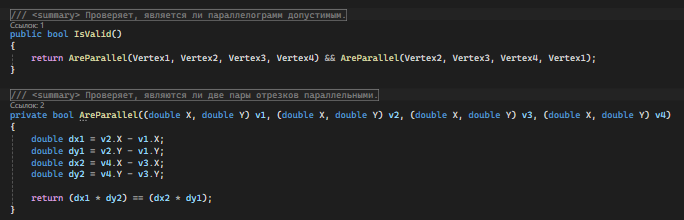 /// <summary> Проверяет, является ли параллелограмм допустимым.
Ссылок: 1
public bool IsValid()
{
return AreParallel(Vertex1, Vertex2, Vertex3, Vertex4) && AreParallel(Vertex2, Vertex3, Vertex4, Vertex1);
}
/// <summary> Проверяет, являются ли две пары отрезков параллельными.
Ссылок: 2
private bool AreParallel((double X, double Y) v1, (double X, double Y) v2, (double X, double Y) v3, (double X, double Y) v4)
{
double dx1 = v2.X - v1.X;
double dy1 = v2.Y - v1.Y;
double dx2 = v4.X - v3.X;
double dy2 = v4.Y - v3.Y;
return (dx1 * dy2) == (dx2 * dy1);
}